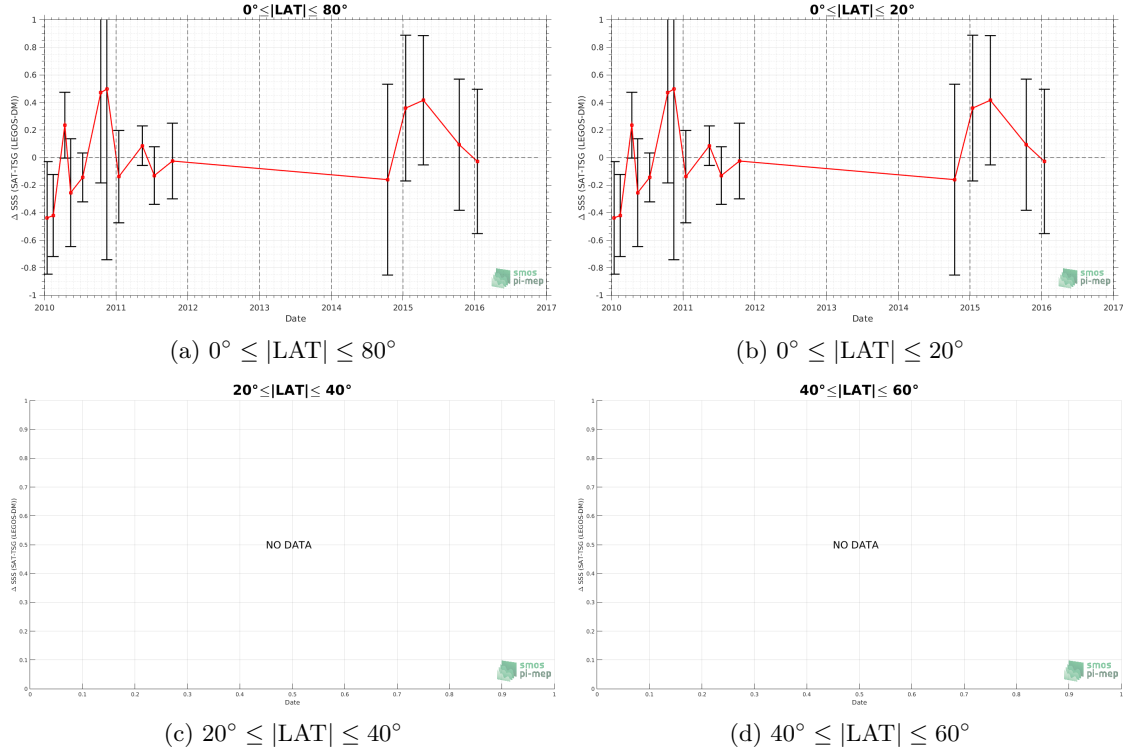 0°≤|LAT|≤ 80°
Δ SSS (SAT-TSG (LEGOS-DM))
1
0.8
0.6
0.4
0.2
0
-0.2
-0.4
-0.6
-0.8
-1
2010 2011 2012 2013 2014 2015 2016 2017
Date
smos
pi-mep
(a) 0° ≤ |LAT| ≤ 80°
0°≤|LAT|≤ 20°
Δ SSS (SAT-TSG (LEGOS-DM))
1
0.8
0.6
0.4
0.2
0
-0.2
-0.4
-0.6
-0.8
-1
2010 2011 2012 2013 2014 2015 2016 2017
Date
smos
pi-mep
(b) 0° ≤ |LAT| ≤ 20°
20°≤|LAT|≤ 40°
Δ SSS (SAT-TSG (LEGOS-DM))
1
0.9
0.8
0.7
0.6
0.5
0.4
0.3
0.2
0.1
0
NO DATA
0 0.1 0.2 0.3 0.4 0.5 0.6 0.7 0.8 0.9 1
Date
smos
pi-mep
(c) 20° ≤ |LAT| ≤ 40°
40°≤|LAT|≤ 60°
Δ SSS (SAT-TSG (LEGOS-DM))
1
0.9
0.8
0.7
0.6
0.5
0.4
0.3
0.2
0.1
0
NO DATA
0 0.1 0.2 0.3 0.4 0.5 0.6 0.7 0.8 0.9 1
Date
smos
pi-mep
(d) 40° ≤ |LAT| ≤ 60°